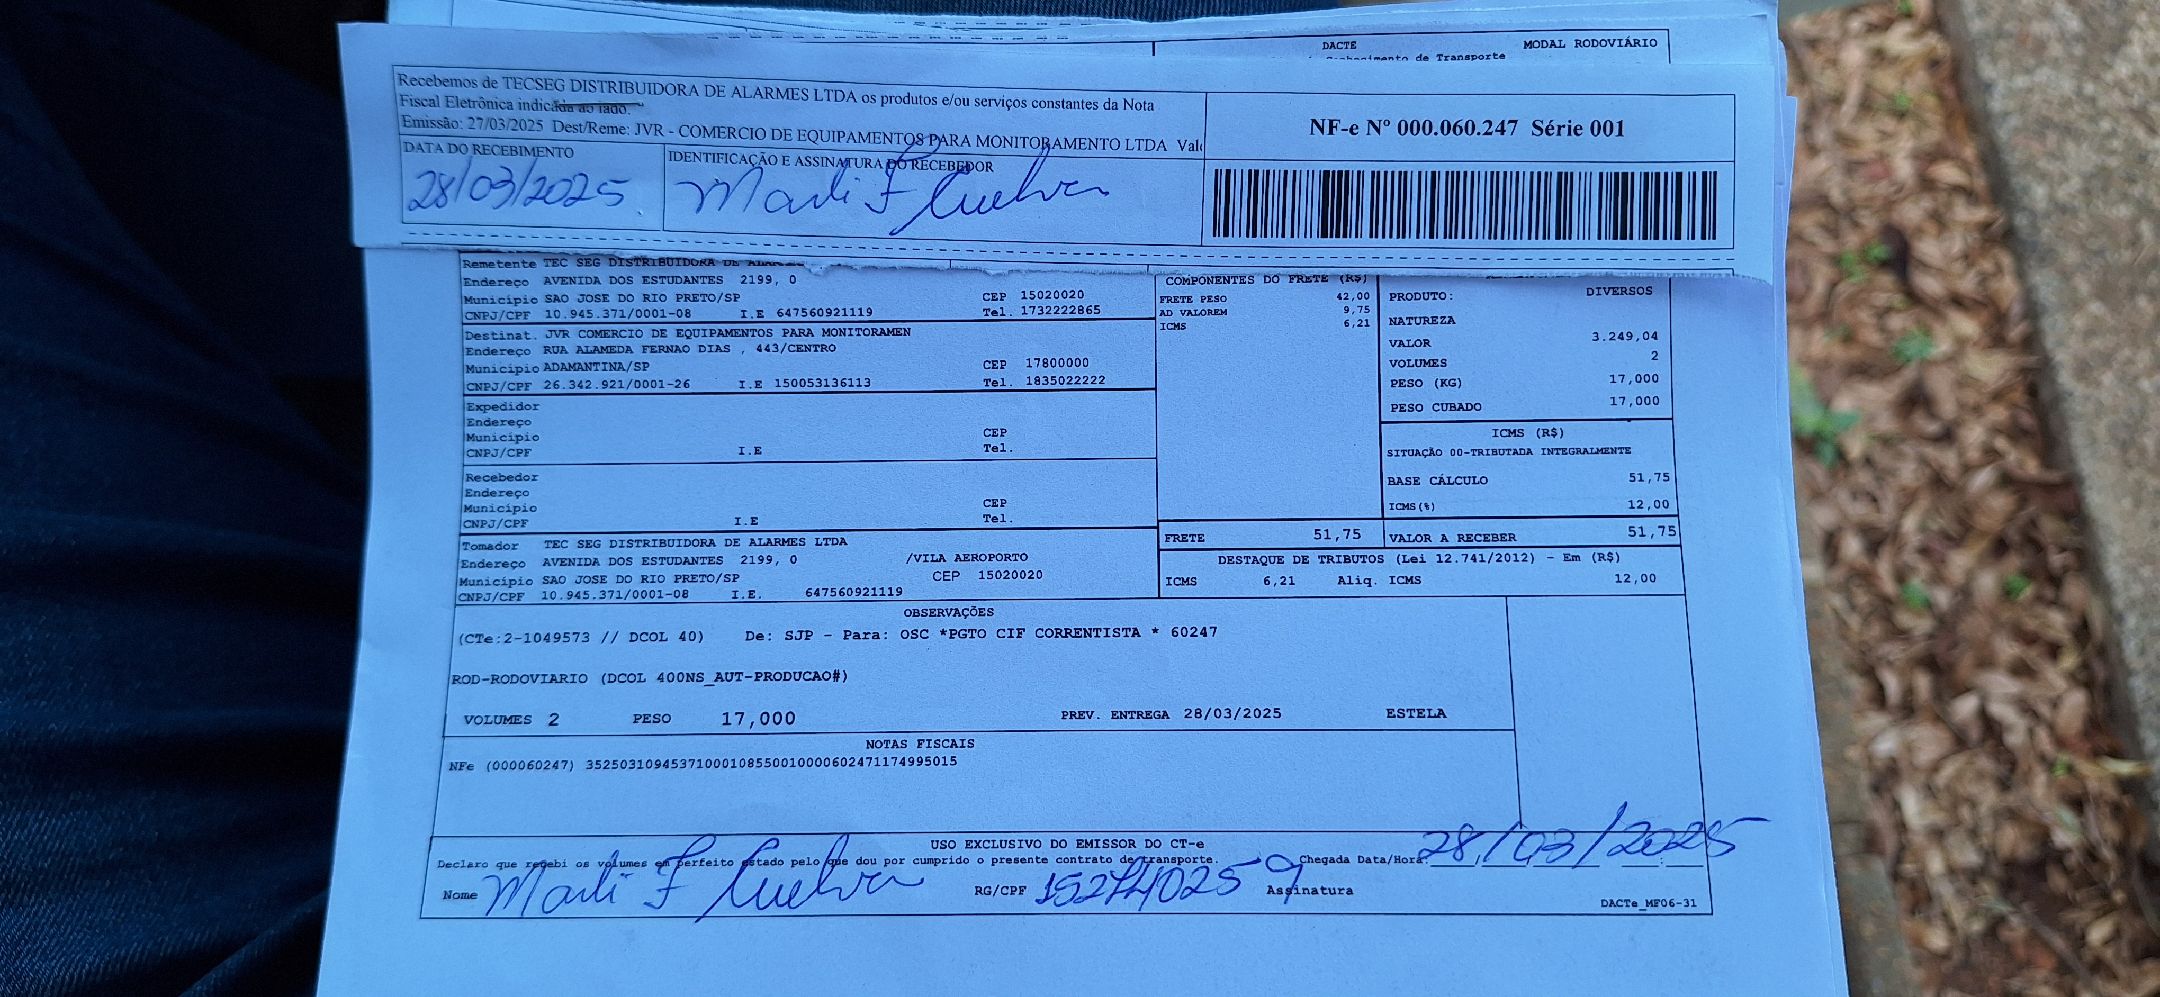 DACTE MODAL RODOVIÁRIO
de Transporte
Recebemos de TECSEG DISTRIBUIDORA DE ALARMES LTDA os produtos e/ou serviços constantes da Nota
Fiscal Eletrônica indicada ao lado.
Emissão: 27/03/2025 Dest/Reme: JVR - COMERCIO DE EQUIPAMENTOS PARA MONITORAMENTO LTDA
NF-e Nº 000.060.247 Série 001
DATA DO RECEBIMENTO
28/03/2025
IDENTIFICAÇÃO E ASSINATURA DO RECEBEDOR
Marli F
Remetente TEC SEG DISTRIBUIDORA DE
Endereço AVENIDA DOS ESTUDANTES 2199, 0
Município SAO JOSE DO RIO PRETO/SP CEP 15020020
CNPJ/CPF 10.945.371/0001-08 I.E 647560921119 Tel. 1732222865
Destinat. JVR COMERCIO DE EQUIPAMENTOS PARA MONITORAMEN
Endereço RUA ALAMEDA FERNAO DIAS , 443/CENTRO
Município ADAMANTINA/SP CEP 17800000
CNPJ/CPF 26.342.921/0001-26 I.E 150053136113 Tel. 1835022222
Expedidor
Endereço
Município CEP
CNPJ/CPF I.E Tel.
Recebedor
Endereço
Município CEP
CNPJ/CPF I.E Tel.
Tomador TEC SEG DISTRIBUIDORA DE ALARMES LTDA
Endereço AVENIDA DOS ESTUDANTES 2199, 0 /VILA AEROPORTO
Município SAO JOSE DO RIO PRETO/SP CEP 15020020
CNPJ/CPF 10.945.371/0001-08 I.E. 647560921119
COMPONENTES DO FRETE (R$)
FRETE PESO 42,00
AD VALOREM 9,75
ICMS 6,21
PRODUTO: DIVERSOS
NATUREZA
VALOR 3.249,04
VOLUMES 2
PESO (KG) 17,000
PESO CUBADO 17,000
ICMS (R$)
SITUAÇÃO 00-TRIBUTADA INTEGRALMENTE
BASE CÁLCULO 51,75
ICMS(%) 12,00
FRETE 51,75 VALOR A RECEBER 51,75
DESTAQUE DE TRIBUTOS (Lei 12.741/2012) - Em (R$)
ICMS 6,21 Aliq. ICMS 12,00
OBSERVAÇÕES
(CTe:2-1049573 // DCOL 40) De: SJP - Para: OSC *PGTO CIF CORRENTISTA * 60247
ROD-RODOVIARIO (DCOL 400NS_AUT-PRODUCAO#)
VOLUMES 2 PESO 17,000 PREV. ENTREGA 28/03/2025 ESTELA
NOTAS FISCAIS
NFe (000060247) 35250310945371000108550010000602471174995015
USO EXCLUSIVO DO EMISSOR DO CT-e
Declaro que recebi os volumes em perfeito estado pelo que dou por cumprido o presente contrato de transporte. Chegada Data/Hora: 28/03/2025
Nome Marli F RG/CPF Assinatura
DACTe_MF06-31